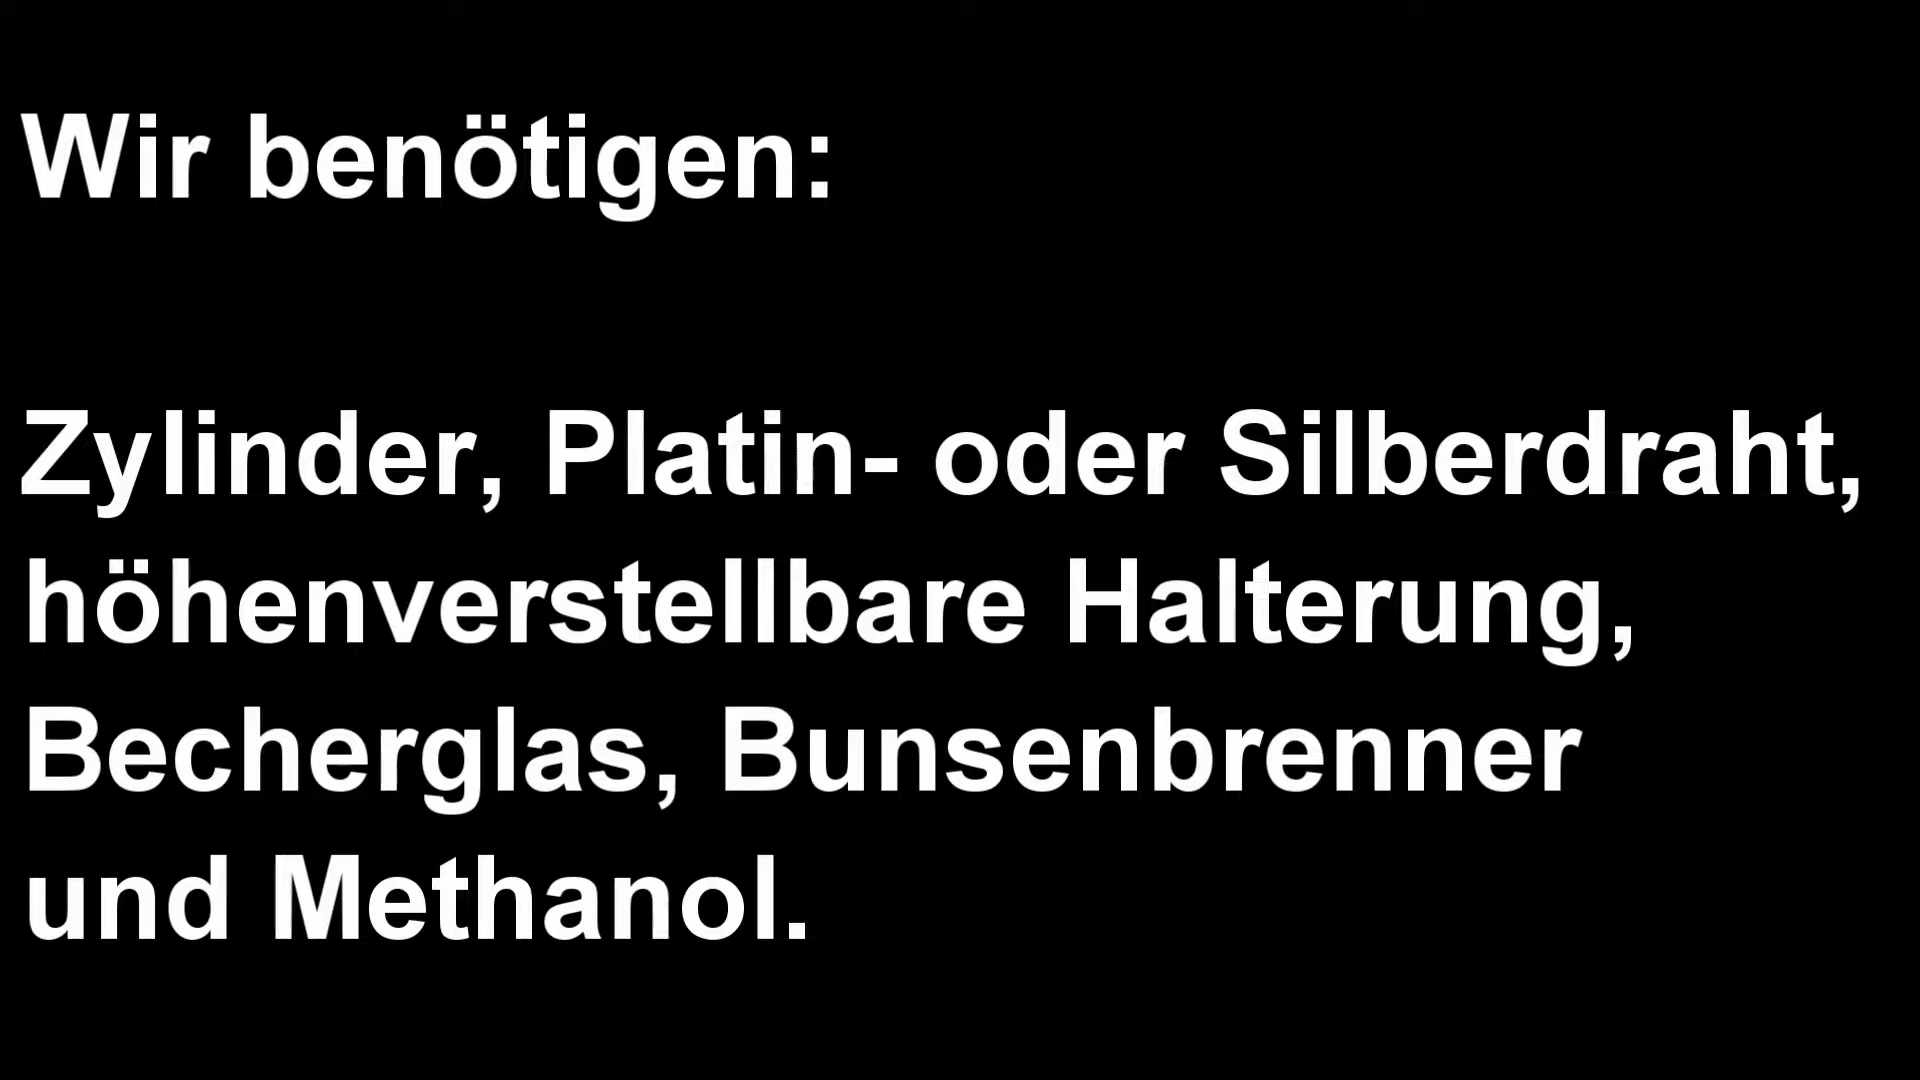 Wir benötigen:
Zylinder, Platin- oder Silberdraht,
höhenverstellbare Halterung,
Becherglas, Bunsenbrenner
und Methanol.